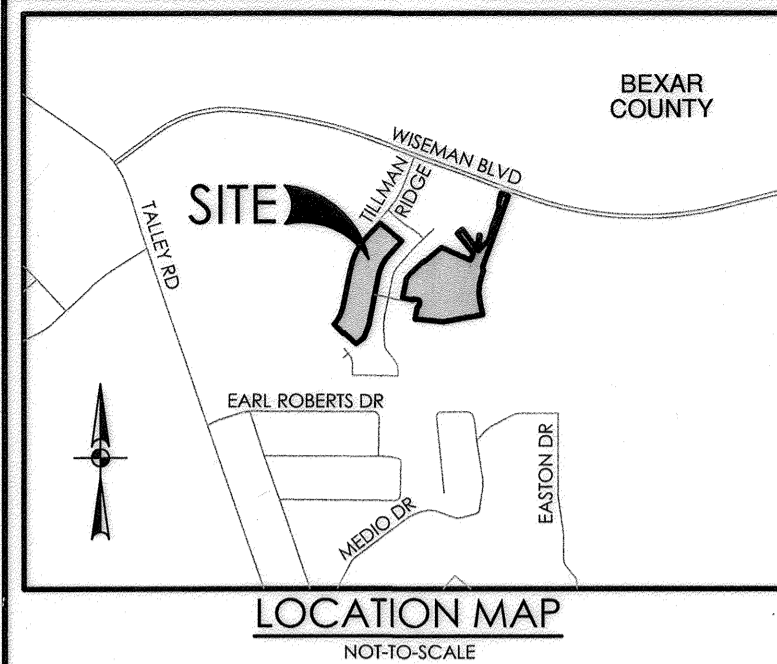 BEXAR
COUNTY
WISEMAN BLVD
TILLMAN
RIDGE
SITE
TALLEY RD
EARL ROBERTS DR
EASTON DR
MEDIO DR
LOCATION MAP
NOT-TO-SCALE